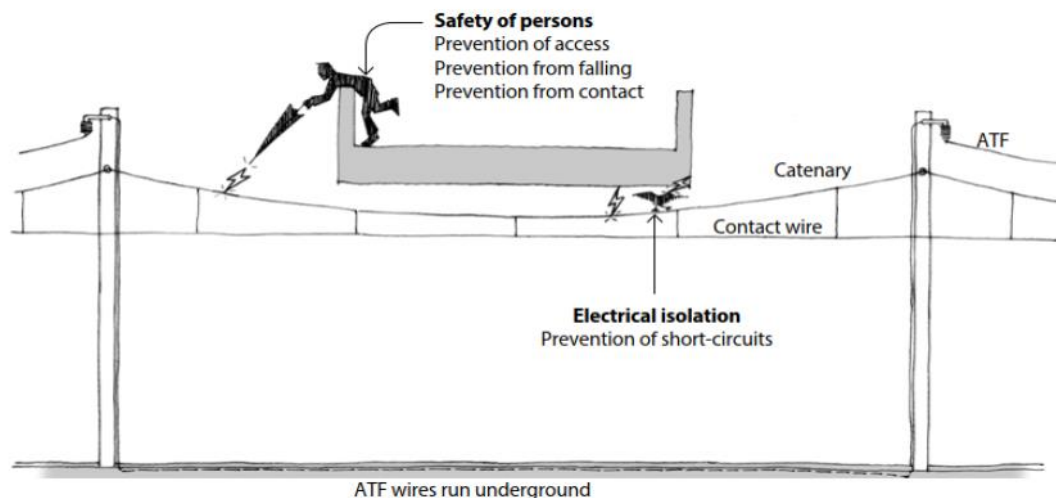 Safety of persons
Prevention of access
Prevention from falling
Prevention from contact
ATF
Catenary
Contact wire
Electrical isolation
Prevention of short-circuits
ATF wires run underground